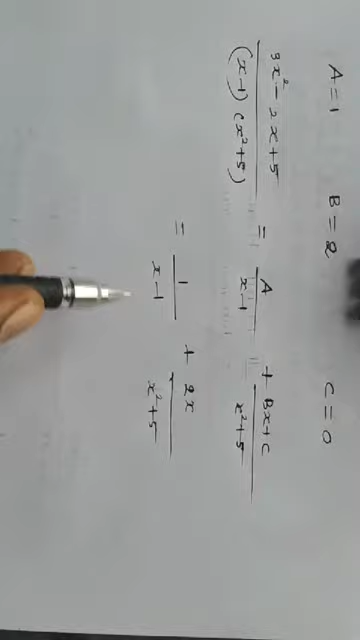 A = 1 B = 2 C = 0
3x² - 2x + 5 / (x-1) (x²+5) = A / x-1 + Bx + C / x²+5
= 1 / x-1 + 2x / x²+5